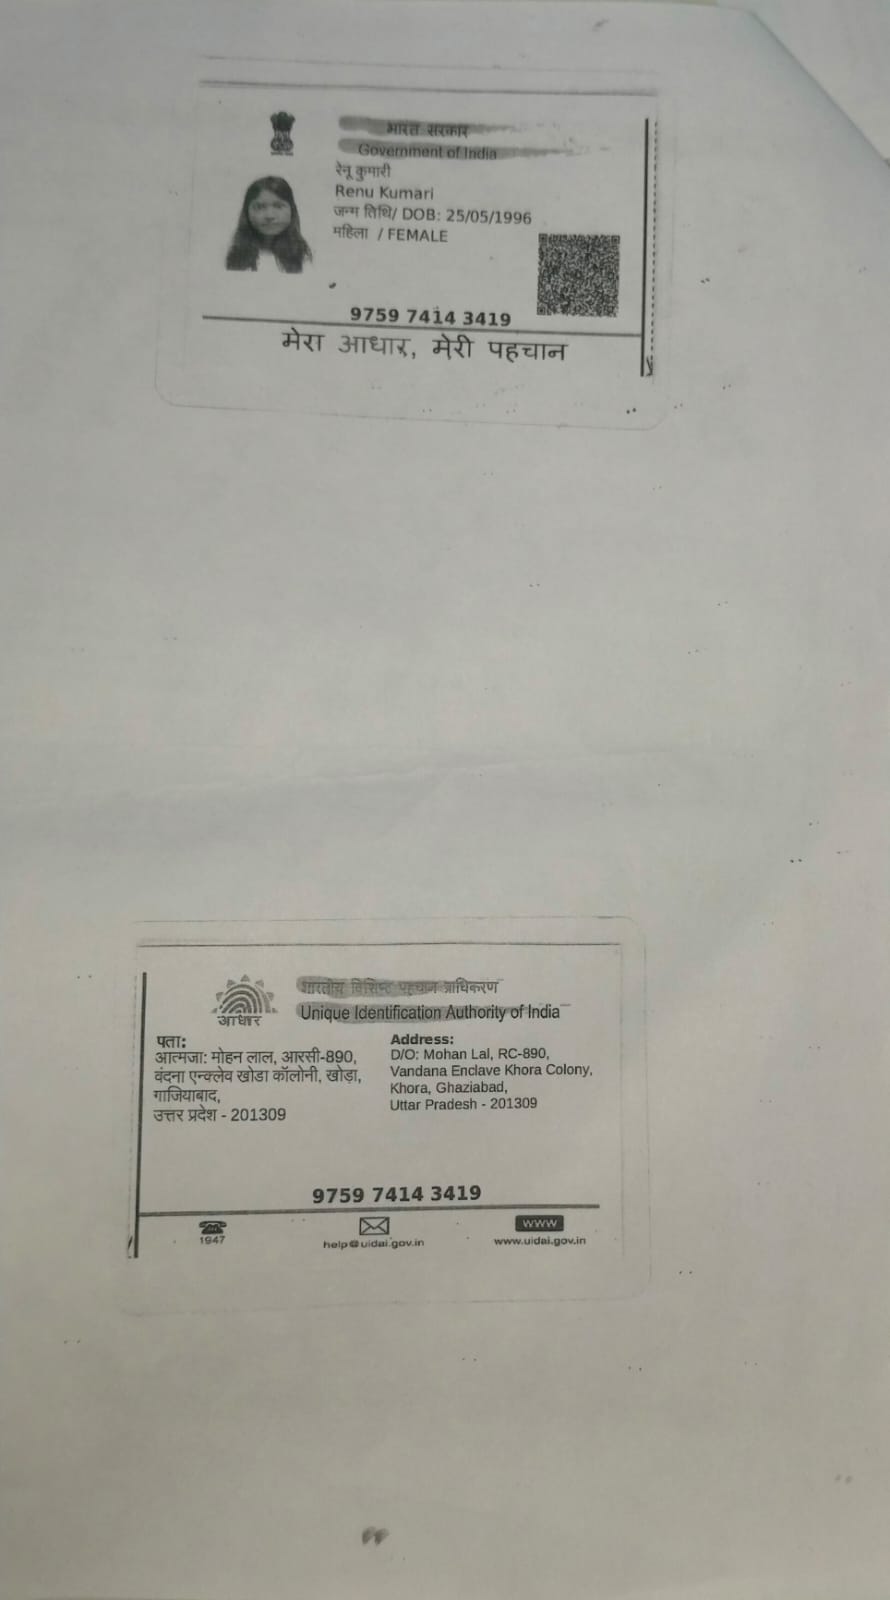 भारत सरकार
Government of India
रेनू कुमारी
Renu Kumari
जन्म तिथि/ DOB: 25/05/1996
महिला / FEMALE
9759 7414 3419
मेरा आधार, मेरी पहचान
भारतीय विशिष्ट पहचान प्राधिकरण
Unique Identification Authority of India
आधार
पता:
आत्मजा: मोहन लाल, आरसी-890,
वंदना एन्क्लेव खोडा कॉलोनी, खोड़ा,
गाजियाबाद,
उत्तर प्रदेश - 201309
Address:
D/O: Mohan Lal, RC-890,
Vandana Enclave Khora Colony,
Khora, Ghaziabad,
Uttar Pradesh - 201309
9759 7414 3419
1947
help@uidai.gov.in
www
www.uidai.gov.in